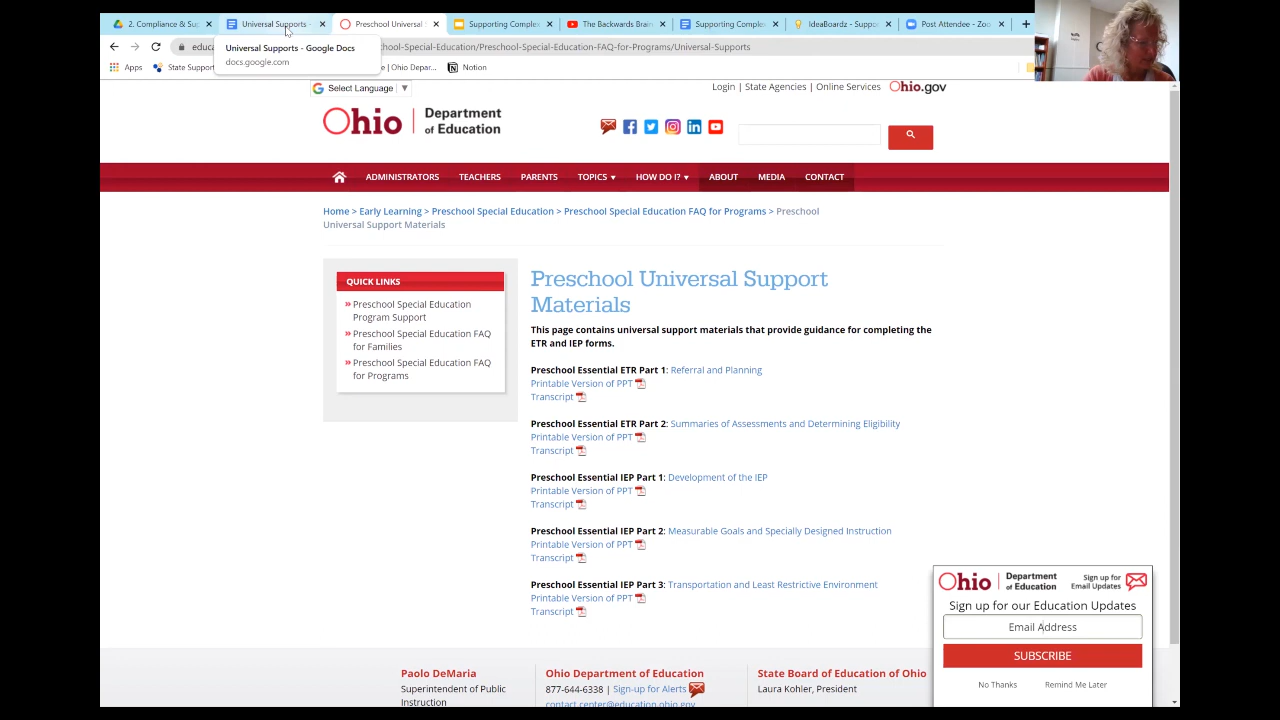 2. Compliance & Sup
Universal Supports -
Preschool Universal S
Supporting Complex
The Backwards Brain
Supporting Complex
IdeaBoardz - Suppor
Post Attendee - Zoo
educa
chool-Special-Education/Preschool-Special-Education-FAQ-for-Programs/Universal-Supports
Universal Supports - Google Docs
docs.google.com
Apps
State Support
Ohio Depar...
Notion
Select Language
Login | State Agencies | Online Services
Ohio.gov
Ohio | Department of Education
ADMINISTRATORS TEACHERS PARENTS TOPICS HOW DO I? ABOUT MEDIA CONTACT
Home > Early Learning > Preschool Special Education > Preschool Special Education FAQ for Programs > Preschool
Universal Support Materials
QUICK LINKS
Preschool Special Education
Program Support
Preschool Special Education FAQ
for Families
Preschool Special Education FAQ
for Programs
Preschool Universal Support
Materials
This page contains universal support materials that provide guidance for completing the
ETR and IEP forms.
Preschool Essential ETR Part 1: Referral and Planning
Printable Version of PPT
Transcript
Preschool Essential ETR Part 2: Summaries of Assessments and Determining Eligibility
Printable Version of PPT
Transcript
Preschool Essential IEP Part 1: Development of the IEP
Printable Version of PPT
Transcript
Preschool Essential IEP Part 2: Measurable Goals and Specially Designed Instruction
Printable Version of PPT
Transcript
Preschool Essential IEP Part 3: Transportation and Least Restrictive Environment
Printable Version of PPT
Transcript
Paolo DeMaria
Superintendent of Public
Instruction
Ohio Department of Education
877-644-6338 | Sign-up for Alerts
contact.center@education.ohio.gov
State Board of Education of Ohio
Laura Kohler, President
Ohio | Department of Education
Sign up for
Email Updates
Sign up for our Education Updates
Email Address
SUBSCRIBE
No Thanks
Remind Me Later